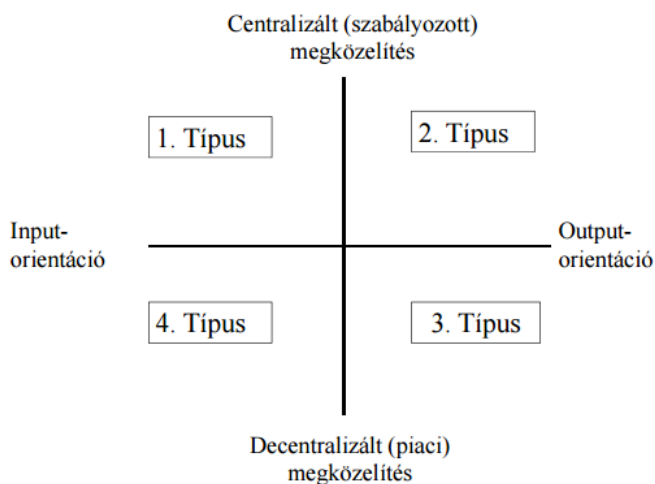 Centralizált (szabályozott)
megközelítés
1. Típus
2. Típus
Input-
orientáció
Output-
orientáció
4. Típus
3. Típus
Decentralizált (piaci)
megközelítés